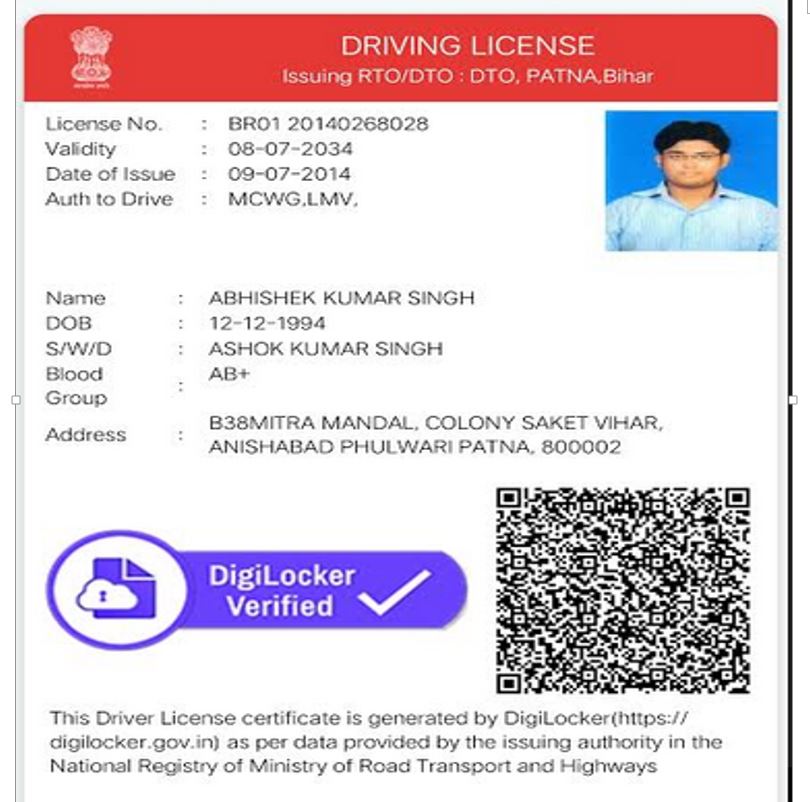 DRIVING LICENSE
Issuing RTO/DTO : DTO, PATNA,Bihar
License No. : BR01 20140268028
Validity : 08-07-2034
Date of Issue : 09-07-2014
Auth to Drive : MCWG,LMV,
Name : ABHISHEK KUMAR SINGH
DOB : 12-12-1994
S/W/D : ASHOK KUMAR SINGH
Blood Group : AB+
Address : B38MITRA MANDAL, COLONY SAKET VIHAR,
ANISHABAD PHULWARI PATNA, 800002
DigiLocker
Verified
This Driver License certificate is generated by DigiLocker(https://
digilocker.gov.in) as per data provided by the issuing authority in the
National Registry of Ministry of Road Transport and Highways